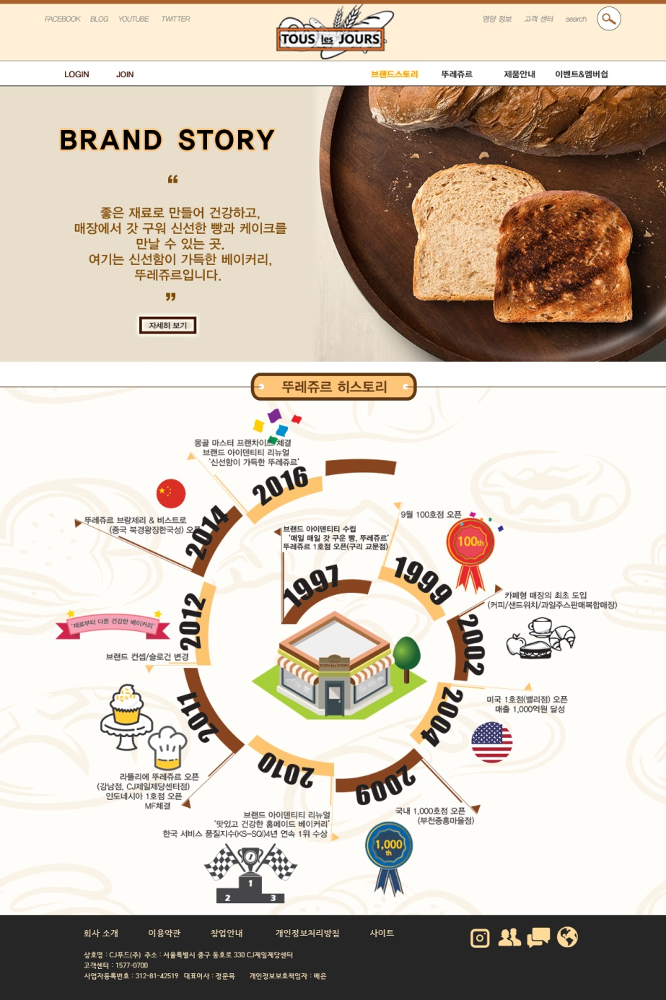 FACEBOOK BLOG YOUTUBE TWITTER
TOUS les JOURS
영양 정보 고객 센터 search
LOGIN JOIN
브랜드스토리 뚜레쥬르 제품안내 이벤트&멤버쉽
BRAND STORY
“
좋은 재료로 만들어 건강하고,
매장에서 갓 구워 신선한 빵과 케이크를
만날 수 있는 곳.
여기는 신선함이 가득한 베이커리,
뚜레쥬르입니다.
”
자세히 보기
뚜레쥬르 히스토리
1997
브랜드 아이덴티티 수립
'매일 매일 갓 구운 빵, 뚜레쥬르'
뚜레쥬르 1호점 오픈(구리 교문점)
1999
9월 100호점 오픈
100th
2002
카페형 매장의 최초 도입
(커피/샌드위치/과일주스판매복합매장)
2004
미국 1호점(밸리점) 오픈
매출 1,000억원 달성
2009
국내 1,000호점 오픈
(부천중흥마을점)
1,000
th
2010
브랜드 아이덴티티 리뉴얼
'맛있고 건강한 홈메이드 베이커리'
한국 서비스 품질지수(KS-SQI)4년 연속 1위 수상
1
2 3
2011
라뜰리에 뚜레쥬르 오픈
(강남점, CJ제일제당센터점)
인도네시아 1호점 오픈
MF체결
2012
'재료부터 다른 건강한 베이커리'
브랜드 컨셉/슬로건 변경
2014
뚜레쥬르 브랑제리 & 비스트로
(중국 북경왕징한국성) 오픈
2016
몽골 마스터 프랜차이즈 체결
브랜드 아이덴티티 리뉴얼
'신선함이 가득한 뚜레쥬르'
회사 소개 이용약관 창업안내 개인정보처리방침 사이트
상호명 : CJ푸드(주) 주소 : 서울특별시 중구 동호로 330 CJ제일제당센터
고객센터 : 1577-0700
사업자등록번호 : 312-81-42519 대표이사 : 정문목 개인정보보호책임자 : 배은